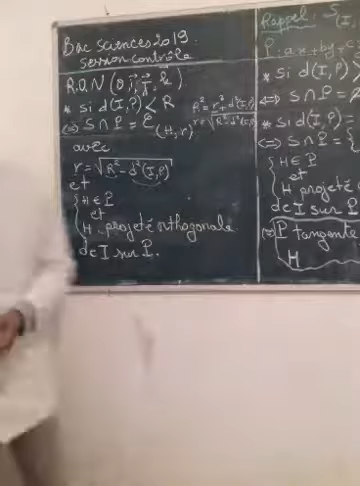 Bac sciences 2019.
session contrôle
R.O.N (O, i⃗, j⃗, k⃗)
* si d(I,P) < R
⇔ S∩P = C(H,r)
R² = r² + d²(I,P)
r = √R² - d²(I,P)
avec
r = √R² - d²(I,P)
et
{ H ∈ P
et
H projeté orthogonale
de I sur P.
Rappel: S(I
P: ax+by+c
* si d(I,P)
⇔ S∩P =
* si d(I,P) =
⇔ S∩P = {
{ H ∈ P
et
H projeté
de I sur P
⇔ P tangente
H